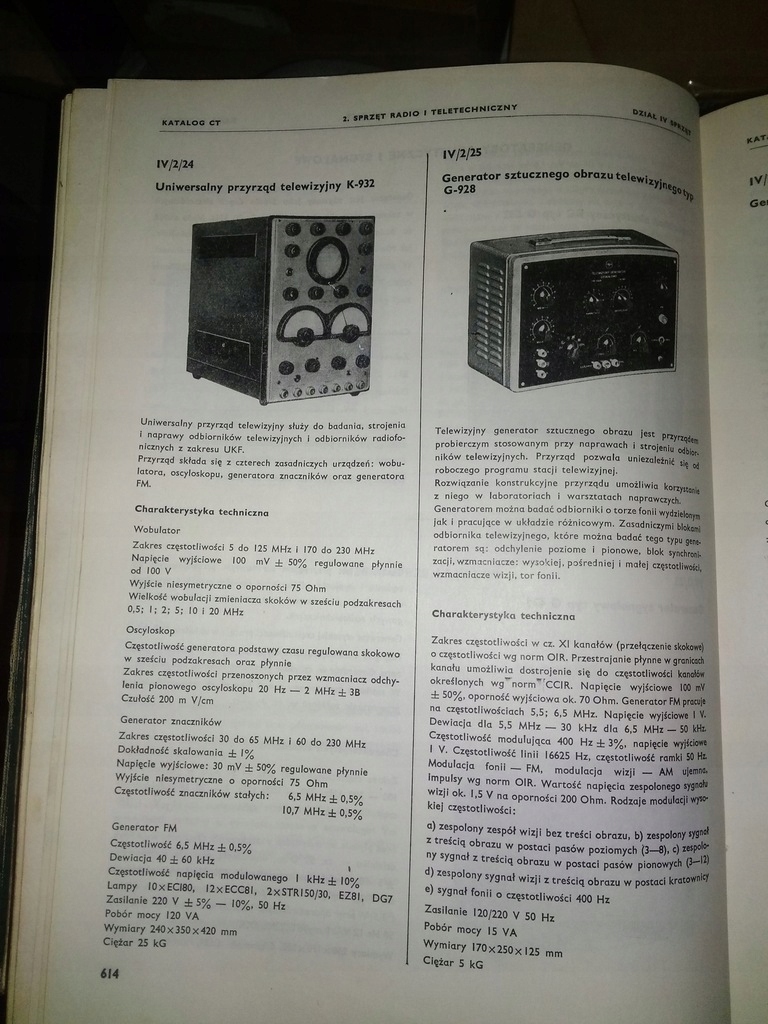 KATALOG CT
2. SPRZĘT RADIO I TELETECHNICZNY
DZIAŁ IV SPRZĘT
IV/2/24
Uniwersalny przyrząd telewizyjny K-932
Uniwersalny przyrząd telewizyjny służy do badania, strojenia
i naprawy odbiorników telewizyjnych i odbiorników radiofo-
nicznych z zakresu UKF.
Przyrząd składa się z czterech zasadniczych urządzeń: wobu-
latora, oscyloskopu, generatora znaczników oraz generatora
FM.
Charakterystyka techniczna
Wobulator
Zakres częstotliwości 5 do 125 MHz i 170 do 230 MHz
Napięcie wyjściowe 100 mV ± 50% regulowane płynnie
od 100 V
Wyjście niesymetryczne o oporności 75 Ohm
Wielkość wobulacji zmieniacza skoków w sześciu podzakresach
0,5; 1; 2; 5; 10 i 20 MHz
Oscyloskop
Częstotliwość generatora podstawy czasu regulowana skokowo
w sześciu podzakresach oraz płynnie
Zakres częstotliwości przenoszonych przez wzmacniacz odchy-
lenia pionowego oscyloskopu 20 Hz — 2 MHz ± 3B
Czułość 200 m V/cm
Generator znaczników
Zakres częstotliwości 30 do 65 MHz i 60 do 230 MHz
Dokładność skalowania ± 1%
Napięcie wyjściowe: 30 mV ± 50% regulowane płynnie
Wyjście niesymetryczne o oporności 75 Ohm
Częstotliwość znaczników stałych: 6,5 MHz ± 0,5%
10,7 MHz ± 0,5%
Generator FM
Częstotliwość 6,5 MHz ± 0,5%
Dewiacja 40 ± 60 kHz
Częstotliwość napięcia modulowanego 1 kHz ± 10%
Lampy 10×ECl80, 12×ECC81, 2×STR150/30, EZ81, DG7
Zasilanie 220 V ± 5% — 10%, 50 Hz
Pobór mocy 120 VA
Wymiary 240×350×420 mm
Ciężar 25 kG
614
IV/2/25
Generator sztucznego obrazu telewizyjnego typ
G-928
Telewizyjny generator sztucznego obrazu jest przyrządem
probierczym stosowanym przy naprawach i strojeniu odbior-
ników telewizyjnych. Przyrząd pozwala uniezależnić się od
roboczego programu stacji telewizyjnej.
Rozwiązanie konstrukcyjne przyrządu umożliwia korzystanie
z niego w laboratoriach i warsztatach naprawczych.
Generatorem można badać odbiorniki o torze fonii wydzielonym
jak i pracujące w układzie różnicowym. Zasadniczymi blokami
odbiornika telewizyjnego, które można badać tego typu gene-
ratorem są: odchylenie poziome i pionowe, blok synchroni-
zacji, wzmacniacze: wysokiej, pośredniej i małej częstotliwości,
wzmacniacze wizji, tor fonii.
Charakterystyka techniczna
Zakres częstotliwości w cz. XI kanałów (przełączenie skokowe)
o częstotliwości wg norm OIR. Przestrajanie płynne w granicach
kanału umożliwia dostrojenie się do częstotliwości kanałów
określonych wg norm CCIR. Napięcie wyjściowe 100 mV
± 50%, oporność wyjściowa ok. 70 Ohm. Generator FM pracuje
na częstotliwościach 5,5; 6,5 MHz. Napięcie wyjściowe 1 V.
Dewiacja dla 5,5 MHz — 30 kHz dla 6,5 MHz — 50 kHz.
Częstotliwość modulująca 400 Hz ± 3%, napięcie wyjściowe
1 V. Częstotliwość linii 16625 Hz, częstotliwość ramki 50 Hz.
Modulacja fonii — FM, modulacja wizji — AM ujemna.
Impulsy wg norm OIR. Wartość napięcia zespolonego sygnału
wizji ok. 1,5 V na oporności 200 Ohm. Rodzaje modulacji wyso-
kiej częstotliwości:
a) zespolony zespół wizji bez treści obrazu, b) zespolony sygnał
z treścią obrazu w postaci pasów poziomych (3—8), c) zespolo-
ny sygnał z treścią obrazu w postaci pasów pionowych (3—12)
d) zespolony sygnał wizji z treścią obrazu w postaci kratownicy
e) sygnał fonii o częstotliwości 400 Hz
Zasilanie 120/220 V 50 Hz
Pobór mocy 15 VA
Wymiary 170×250×125 mm
Ciężar 5 kG
KAT
IV/
Ge